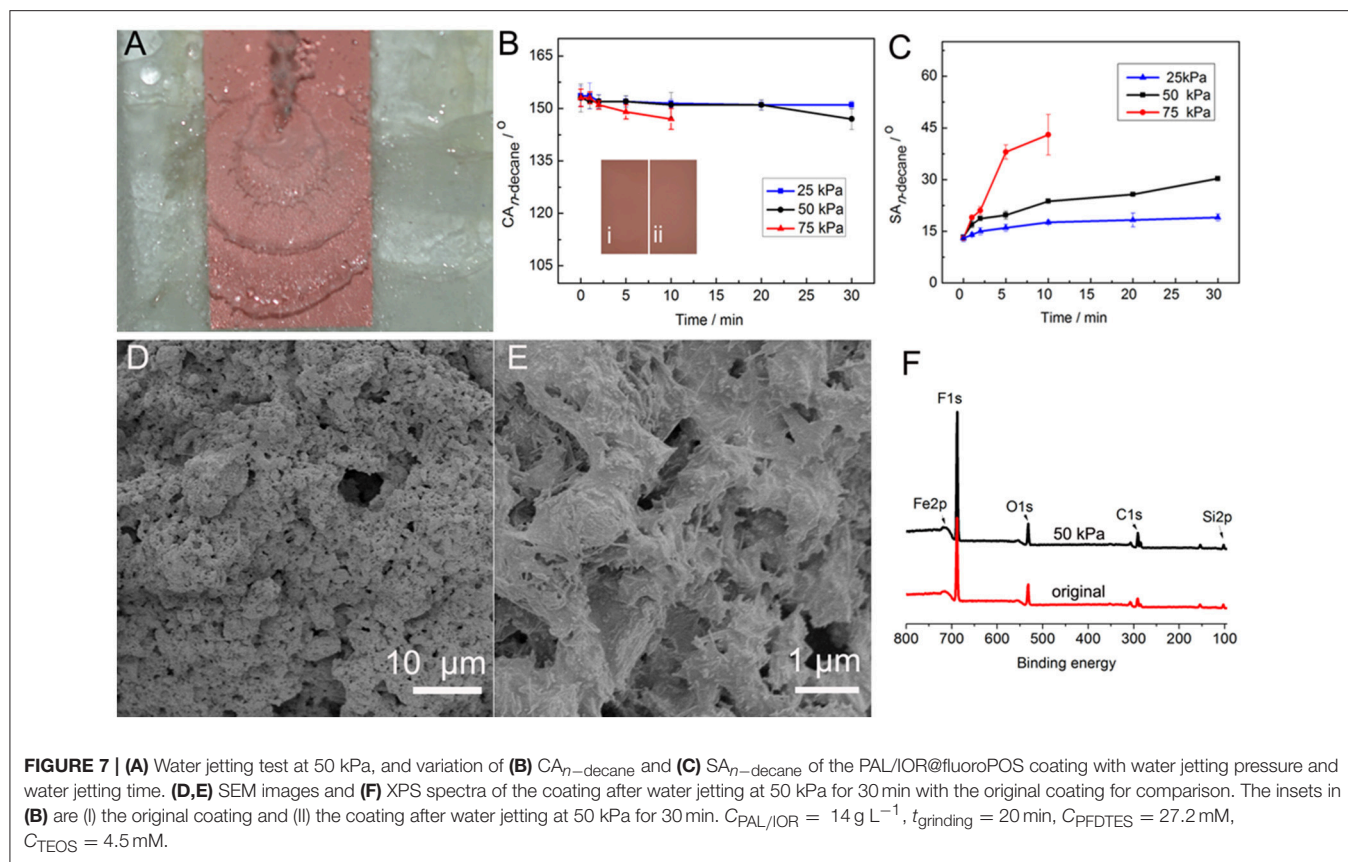 A
B
165
150
135
120
105
CA n-decane / °
i
ii
25 kPa
50 kPa
75 kPa
0 5 10 15 20 25 30
Time / min
C
60
45
30
15
0
SA n-decane / °
25kPa
50 kPa
75 kPa
0 5 10 15 20 25 30
Time / min
D
10 µm
E
1 µm
F
F1s
Fe2p
O1s
C1s
Si2p
50 kPa
original
800 700 600 500 400 300 200 100
Binding energy
FIGURE 7 | (A) Water jetting test at 50 kPa, and variation of (B) CAn−decane and (C) SAn−decane of the PAL/IOR@fluoroPOS coating with water jetting pressure and
water jetting time. (D,E) SEM images and (F) XPS spectra of the coating after water jetting at 50 kPa for 30 min with the original coating for comparison. The insets in
(B) are (I) the original coating and (II) the coating after water jetting at 50 kPa for 30 min. CPAL/IOR = 14 g L−1, tgrinding = 20 min, CPFDTES = 27.2 mM,
CTEOS = 4.5 mM.